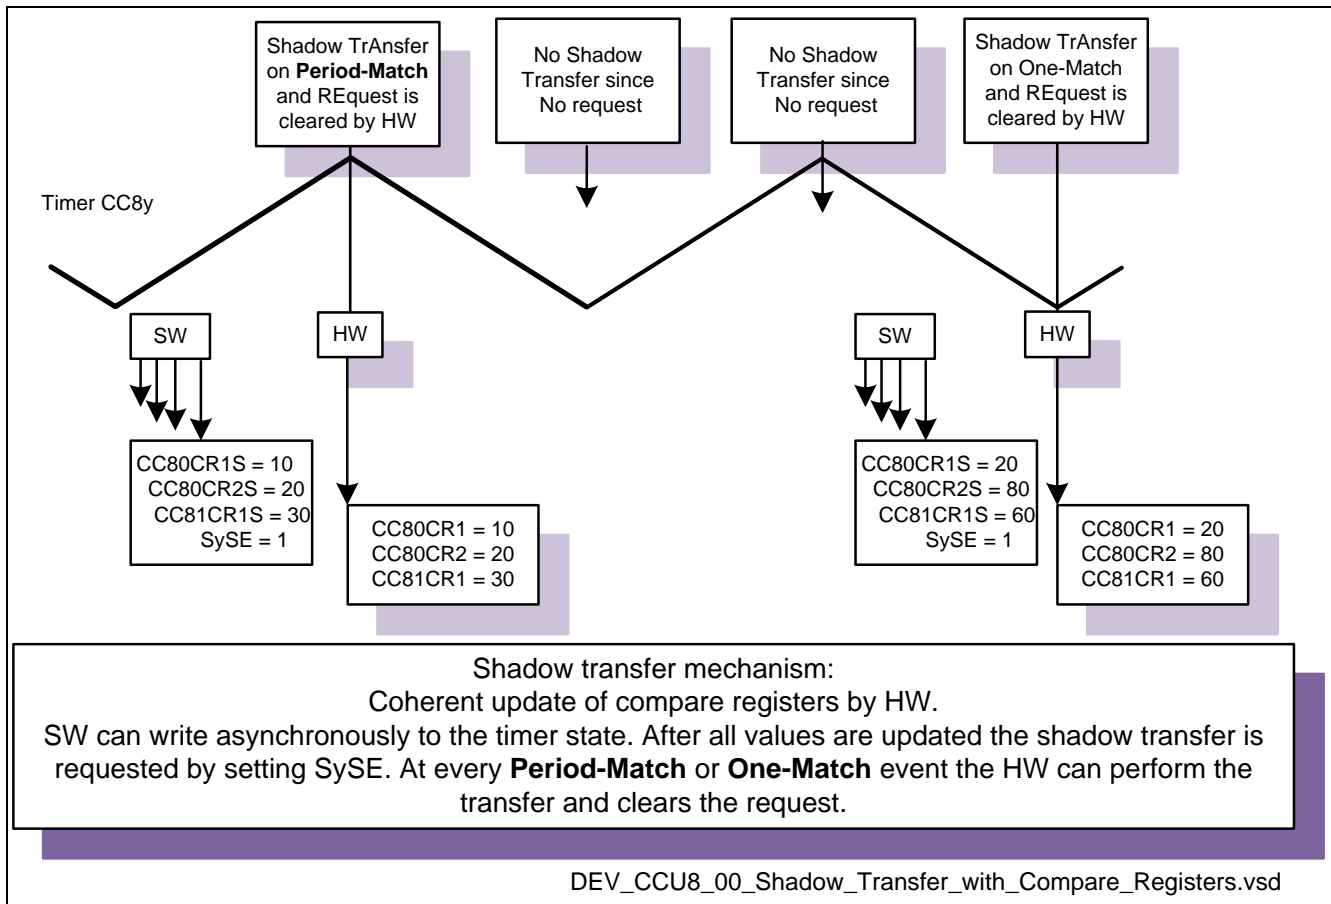 Shadow TrAnsfer
on Period-Match
and REquest is
cleared by HW
No Shadow
Transfer since
No request
No Shadow
Transfer since
No request
Shadow TrAnsfer
on One-Match
and REquest is
cleared by HW
Timer CC8y
SW
HW
SW
HW
CC80CR1S = 10
CC80CR2S = 20
CC81CR1S = 30
SySE = 1
CC80CR1 = 10
CC80CR2 = 20
CC81CR1 = 30
CC80CR1S = 20
CC80CR2S = 80
CC81CR1S = 60
SySE = 1
CC80CR1 = 20
CC80CR2 = 80
CC81CR1 = 60
Shadow transfer mechanism:
Coherent update of compare registers by HW.
SW can write asynchronously to the timer state. After all values are updated the shadow transfer is
requested by setting SySE. At every Period-Match or One-Match event the HW can perform the
transfer and clears the request.
DEV_CCU8_00_Shadow_Transfer_with_Compare_Registers.vsd